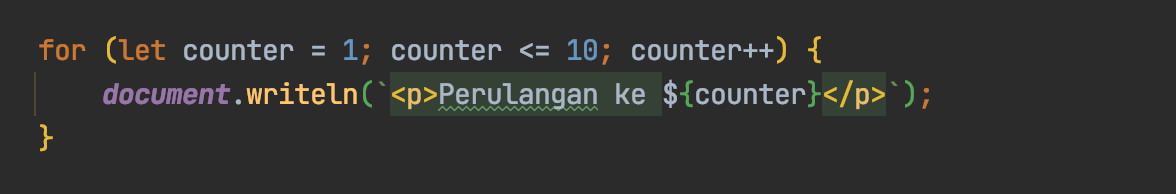 for (let counter = 1; counter <= 10; counter++) {
    document.writeln(`<p>Perulangan ke ${counter}</p>`);
}